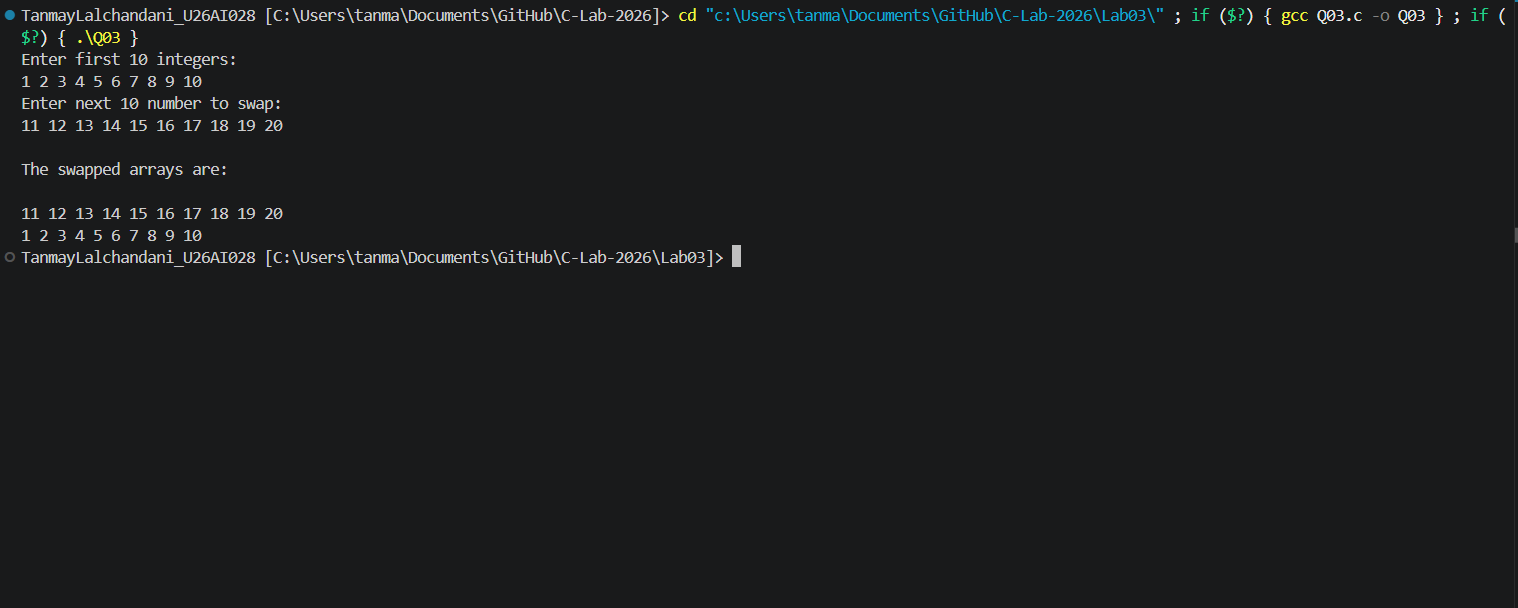 TanmayLalchandani_U26AI028 [C:\Users\tanma\Documents\GitHub\C-Lab-2026]> cd "c:\Users\tanma\Documents\GitHub\C-Lab-2026\Lab03\" ; if ($?) { gcc Q03.c -o Q03 } ; if (
$?) { .\Q03 }
Enter first 10 integers:
1 2 3 4 5 6 7 8 9 10
Enter next 10 number to swap:
11 12 13 14 15 16 17 18 19 20
The swapped arrays are:
11 12 13 14 15 16 17 18 19 20
1 2 3 4 5 6 7 8 9 10
TanmayLalchandani_U26AI028 [C:\Users\tanma\Documents\GitHub\C-Lab-2026\Lab03]>